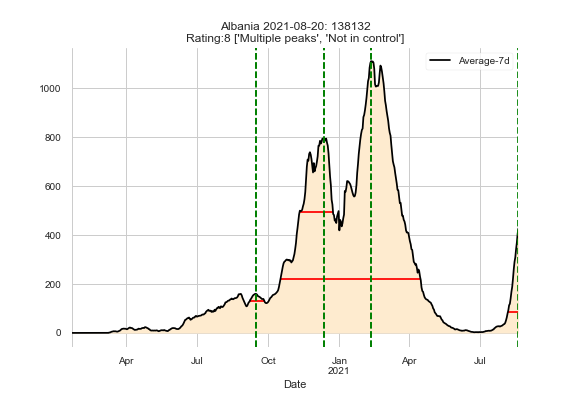 Albania 2021-08-20: 138132
Rating:8 ['Multiple peaks', 'Not in control']
Average-7d
1000
800
600
400
200
0
Apr Jul Oct Jan Apr Jul
2021
Date